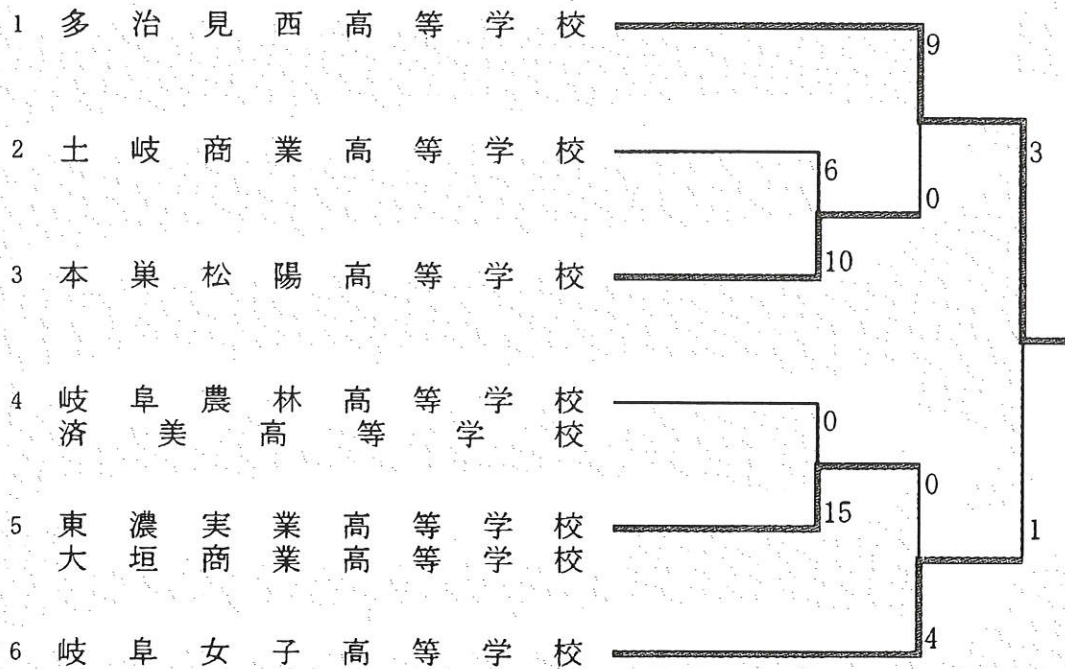 1 多治見西高等学校
9
2 土岐商業高等学校
6
3
0
10
3 本巣松陽高等学校
4 岐阜農林高等学校
0
済美高等学校
0
15
5 東濃実業高等学校
1
大垣商業高等学校
4
6 岐阜女子高等学校